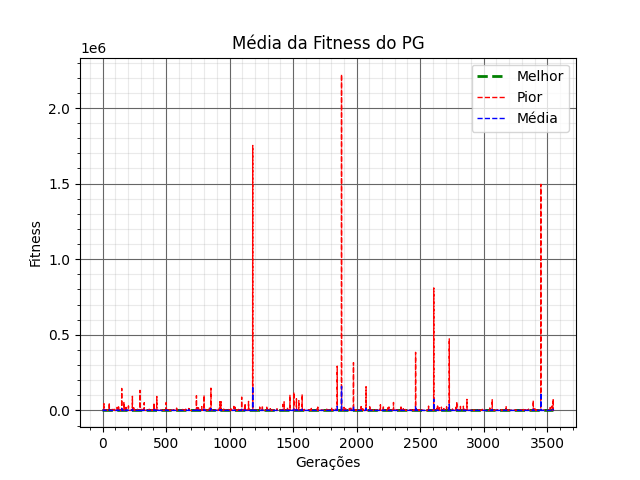 Média da Fitness do PG
1e6
Melhor
Pior
Média
2.0
1.5
1.0
0.5
0.0
Fitness
0 500 1000 1500 2000 2500 3000 3500
Gerações